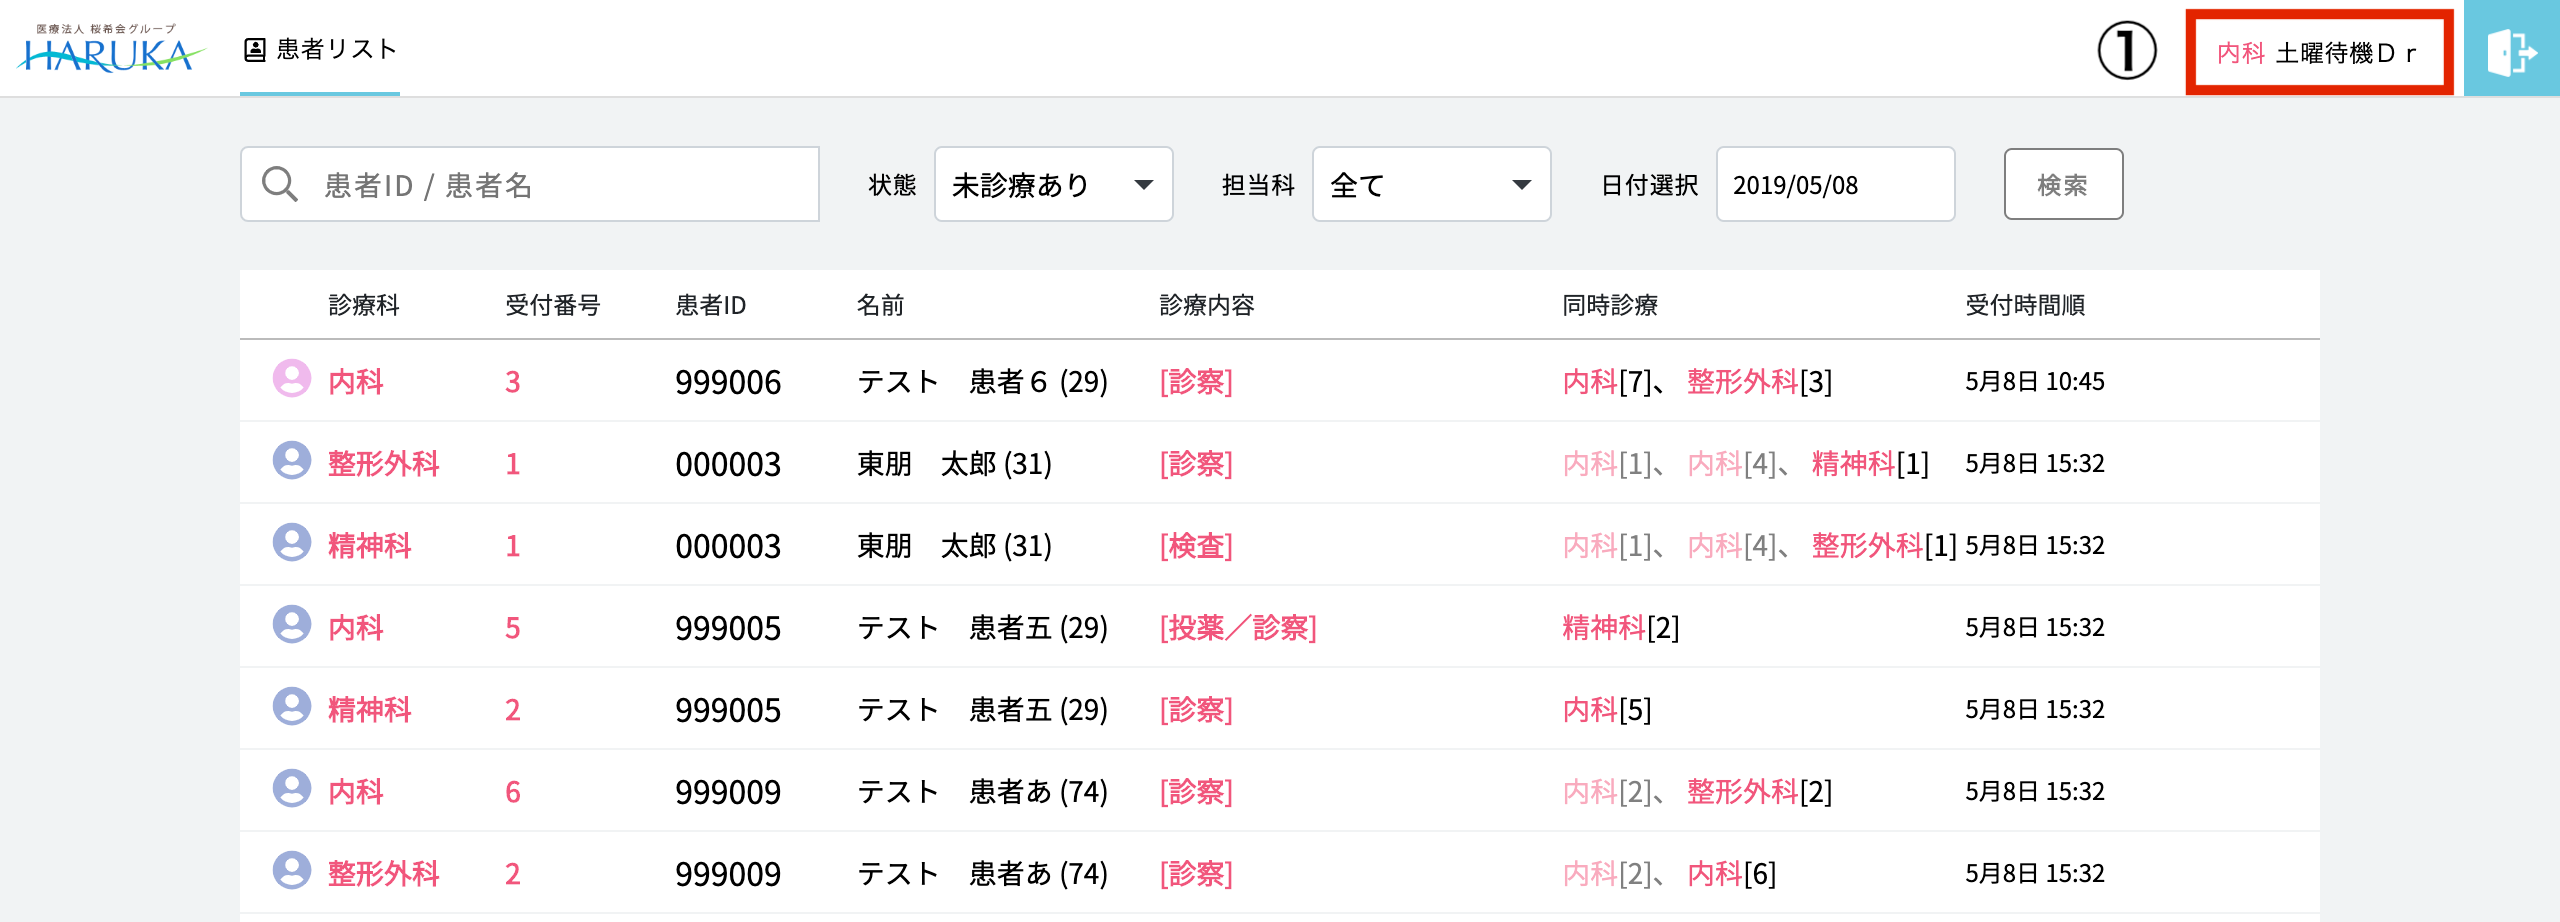 医療法人 桜希会グループ
HARUKA
患者リスト
①
内科 土曜待機Ｄｒ
患者ID / 患者名
状態 未診療あり 担当科 全て 日付選択 2019/05/08 検索
診療科 受付番号 患者ID 名前 診療内容 同時診療 受付時間順
内科 3 999006 テスト　患者６ (29) [診察] 内科[7]、 整形外科[3] 5月8日 10:45
整形外科 1 000003 東朋　太郎 (31) [診察] 内科[1]、 内科[4]、 精神科[1] 5月8日 15:32
精神科 1 000003 東朋　太郎 (31) [検査] 内科[1]、 内科[4]、 整形外科[1] 5月8日 15:32
内科 5 999005 テスト　患者五 (29) [投薬／診察] 精神科[2] 5月8日 15:32
精神科 2 999005 テスト　患者五 (29) [診察] 内科[5] 5月8日 15:32
内科 6 999009 テスト　患者あ (74) [診察] 内科[2]、 整形外科[2] 5月8日 15:32
整形外科 2 999009 テスト　患者あ (74) [診察] 内科[2]、 内科[6] 5月8日 15:32